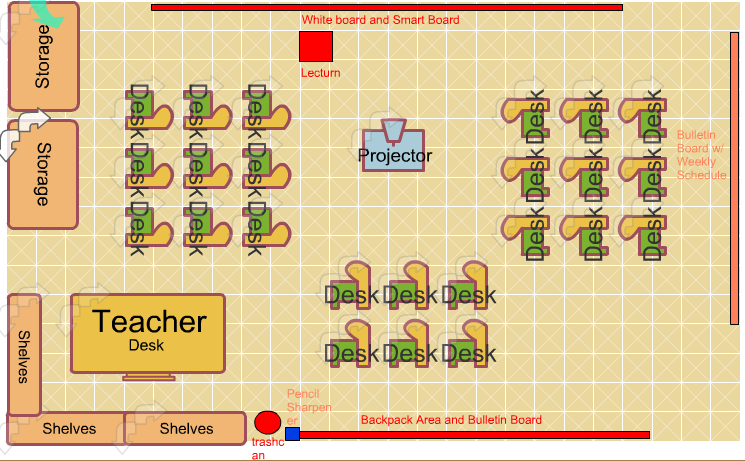 White board and Smart Board
Storage
Lecturn
Desk Desk Desk
Desk Desk Desk
Projector
Bulletin
Board w/
Weekly
Schedule
Storage
Desk Desk Desk
Desk Desk Desk
Desk Desk Desk
Desk Desk Desk
Desk Desk Desk
Teacher
Desk
Shelves
Desk Desk Desk
Pencil
Sharpen
er
Backpack Area and Bulletin Board
Shelves
Shelves
trashc
an